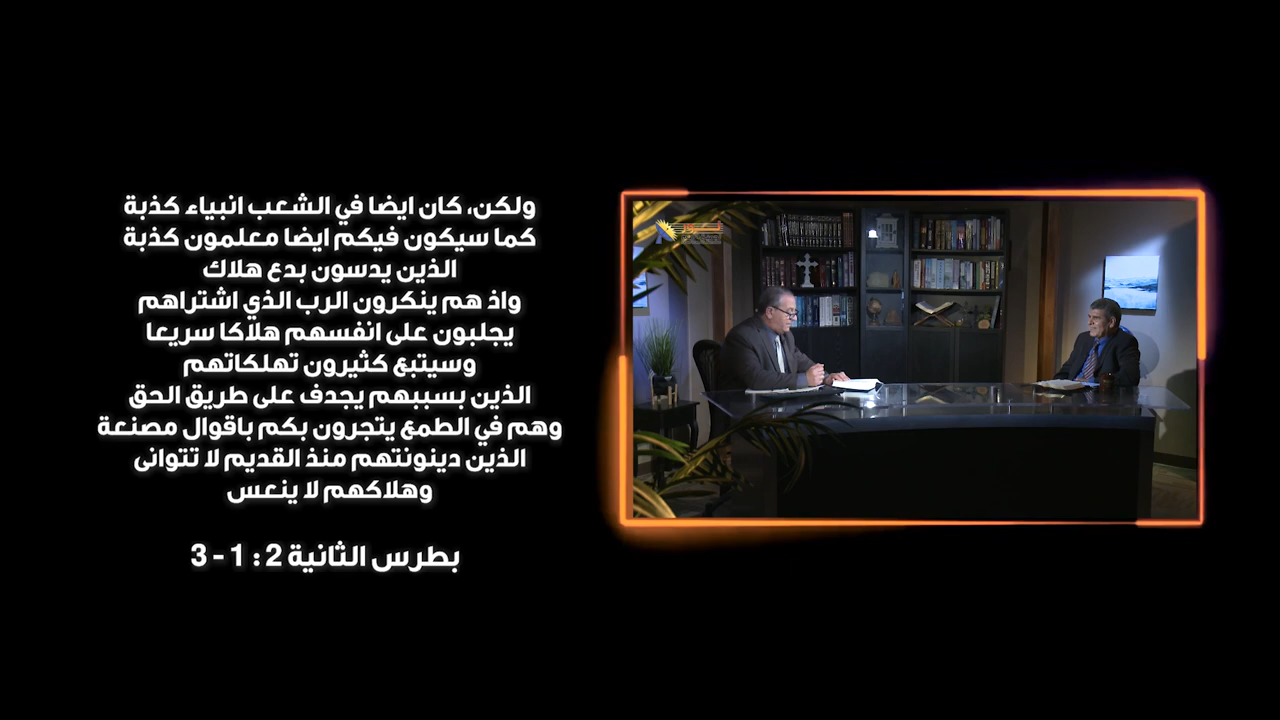 ولكن، كان ايضا في الشعب انبياء كذبة
كما سيكون فيكم ايضا معلمون كذبة
الذين يدسون بدع هلاك
واذ هم ينكرون الرب الذي اشتراهم
يجلبون على انفسهم هلاكا سريعا
وسيتبع كثيرون تهلكاتهم
الذين بسببهم يجدف على طريق الحق
وهم في الطمع يتجرون بكم باقوال مصنعة
الذين دينونتهم منذ القديم لا تتوانى
وهلاكهم لا ينعس
بطرس الثانية 2 : 1 - 3